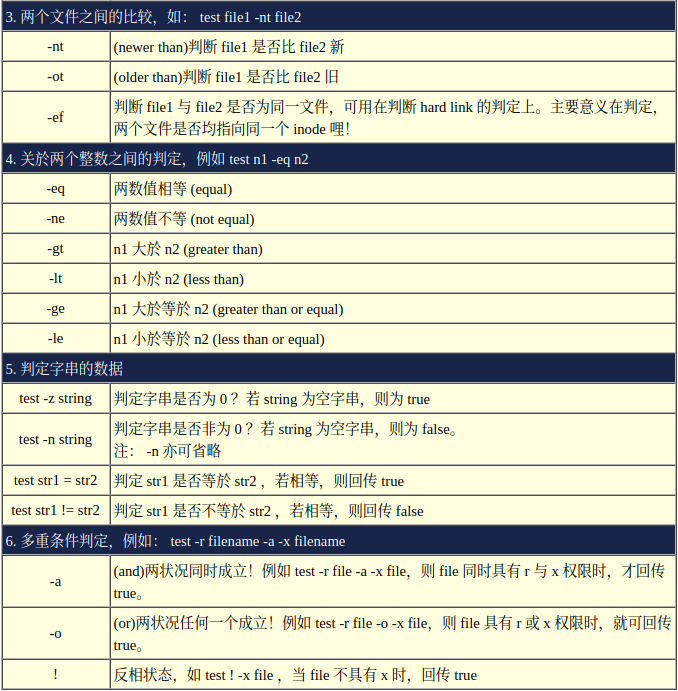 3. 两个文件之间的比较，如： test file1 -nt file2
-nt (newer than)判断 file1 是否比 file2 新
-ot (older than)判断 file1 是否比 file2 旧
-ef 判断 file1 与 file2 是否为同一文件，可用在判断 hard link 的判定上。主要意义在判定，
两个文件是否均指向同一个 inode 哩！
4. 关於两个整数之间的判定，例如 test n1 -eq n2
-eq 两数值相等 (equal)
-ne 两数值不等 (not equal)
-gt n1 大於 n2 (greater than)
-lt n1 小於 n2 (less than)
-ge n1 大於等於 n2 (greater than or equal)
-le n1 小於等於 n2 (less than or equal)
5. 判定字串的数据
test -z string 判定字串是否为 0 ？若 string 为空字串，则为 true
test -n string 判定字串是否非为 0 ？若 string 为空字串，则为 false。
注： -n 亦可省略
test str1 = str2 判定 str1 是否等於 str2 ，若相等，则回传 true
test str1 != str2 判定 str1 是否不等於 str2 ，若相等，则回传 false
6. 多重条件判定，例如： test -r filename -a -x filename
-a (and)两状况同时成立！例如 test -r file -a -x file，则 file 同时具有 r 与 x 权限时，才回传
true。
-o (or)两状况任何一个成立！例如 test -r file -o -x file，则 file 具有 r 或 x 权限时，就可回传
true。
! 反相状态，如 test ! -x file ，当 file 不具有 x 时，回传 true